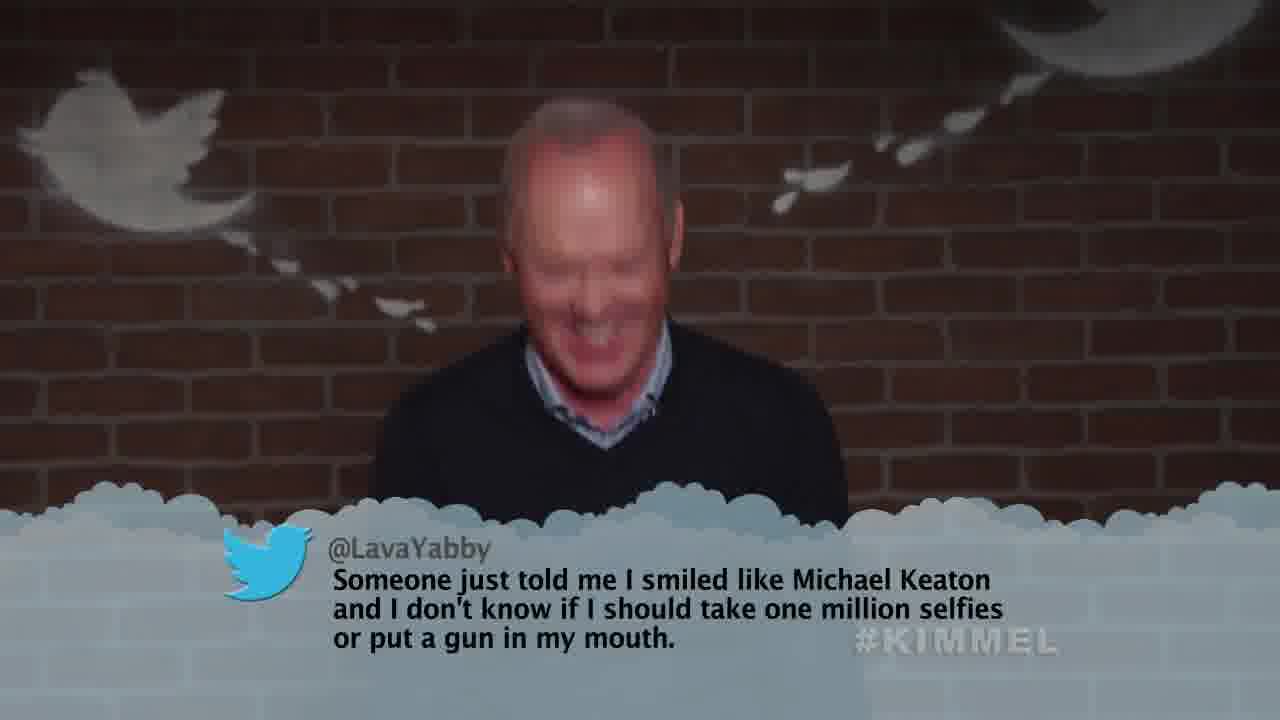 @LavaYabby
Someone just told me I smiled like Michael Keaton
and I don't know if I should take one million selfies
or put a gun in my mouth.
#KIMMEL